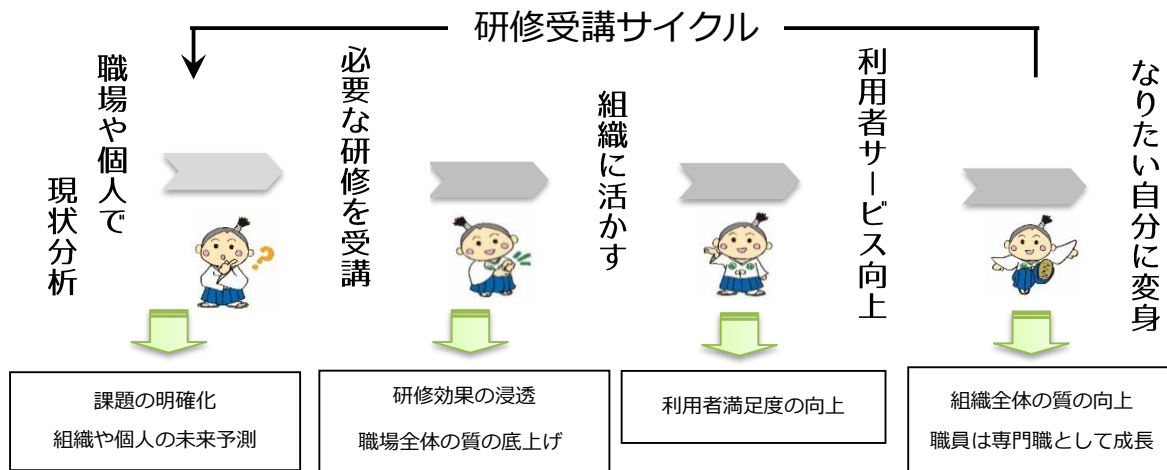 研修受講サイクル
職場や個人で
現状分析
必要な研修を受講
組織に活かす
利用者サービス向上
なりたい自分に変身
課題の明確化
組織や個人の未来予測
研修効果の浸透
職場全体の質の底上げ
利用者満足度の向上
組織全体の質の向上
職員は専門職として成長